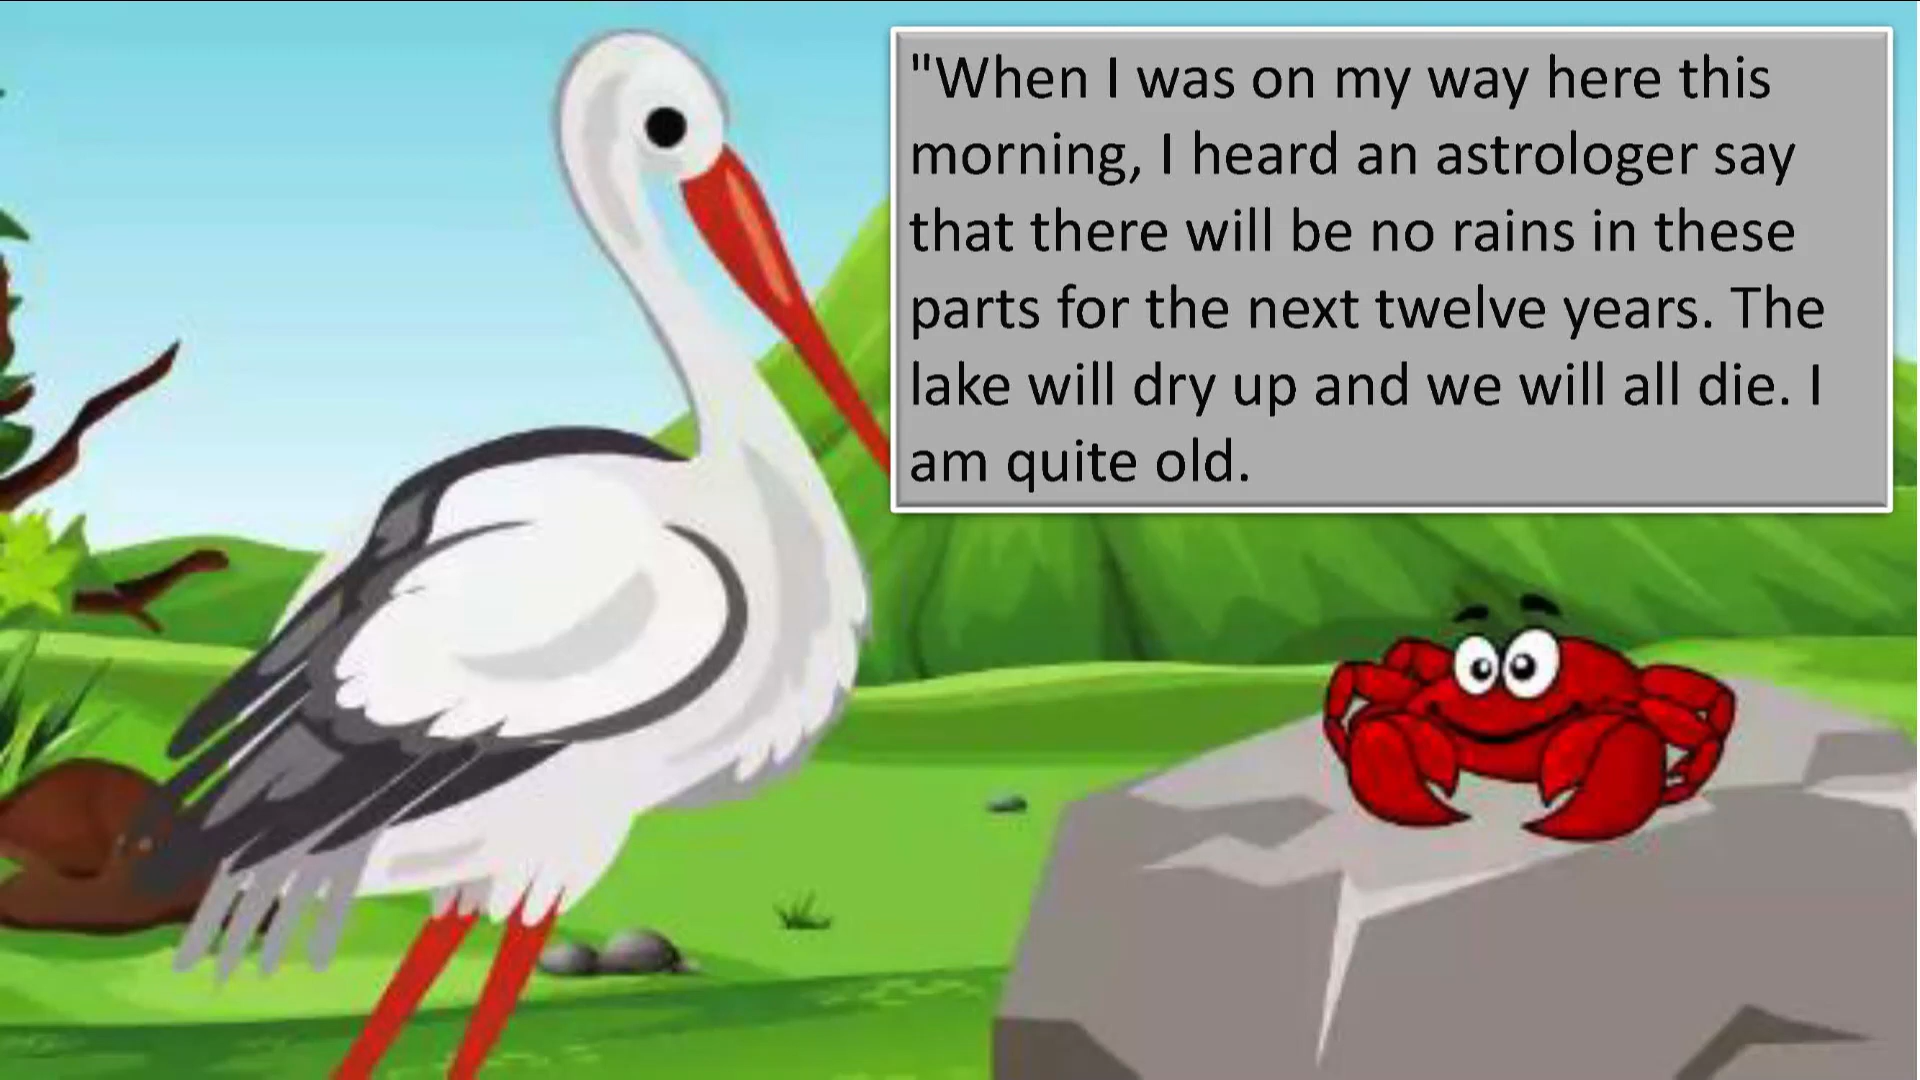 "When I was on my way here this
morning, I heard an astrologer say
that there will be no rains in these
parts for the next twelve years. The
lake will dry up and we will all die. I
am quite old.